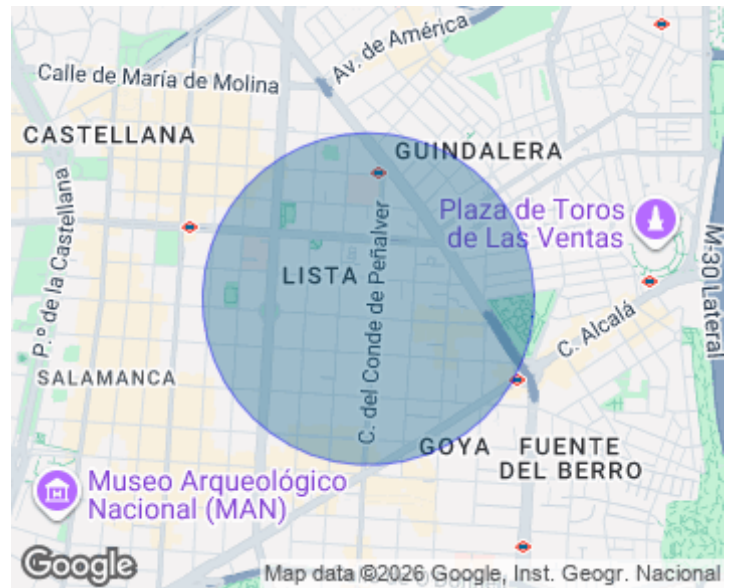 Av. de América
Calle de María de Molina
CASTELLANA
GUINDALERA
Plaza de Toros
de Las Ventas
P.º de la Castellana
C. del Conde de Peñalver
M-30 Lateral
LISTA
C. Alcalá
SALAMANCA
GOYA
FUENTE
DEL BERRO
Museo Arqueológico
Nacional (MAN)
Google
Map data ©2026 Google, Inst. Geogr. Nacional